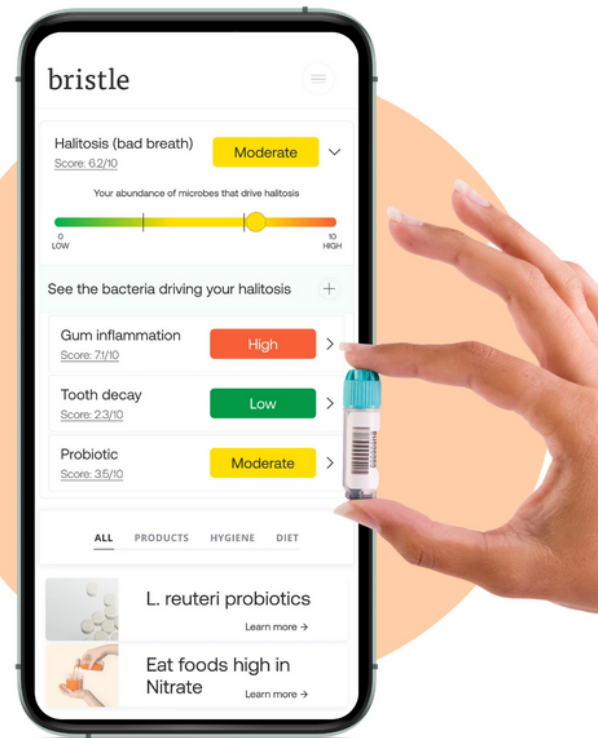 bristle
Halitosis (bad breath)
Score: 6.2/10
Moderate
Your abundance of microbes that drive halitosis
0
LOW
10
HIGH
See the bacteria driving your halitosis
Gum inflammation
Score: 7.1/10
High
Tooth decay
Score: 2.3/10
Low
Probiotic
Score: 3.5/10
Moderate
ALL PRODUCTS HYGIENE DIET
L. reuteri probiotics
Learn more →
Eat foods high in
Nitrate
Learn more →